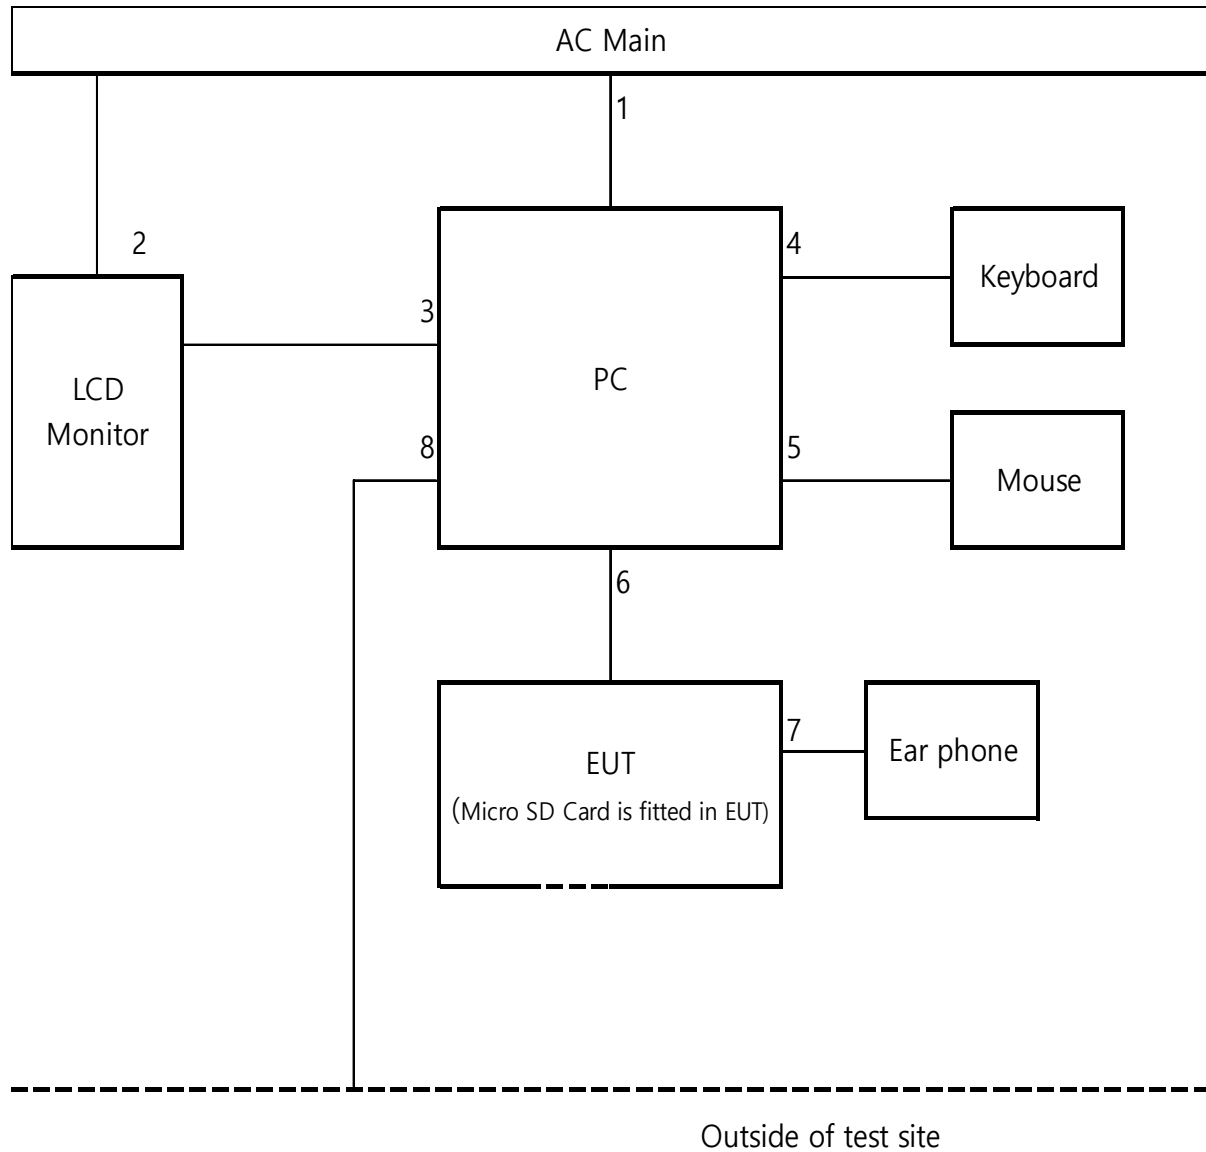 AC Main
1
2
4
Keyboard
3
PC
LCD
Monitor
8
5
Mouse
6
7
Ear phone
EUT
(Micro SD Card is fitted in EUT)
Outside of test site